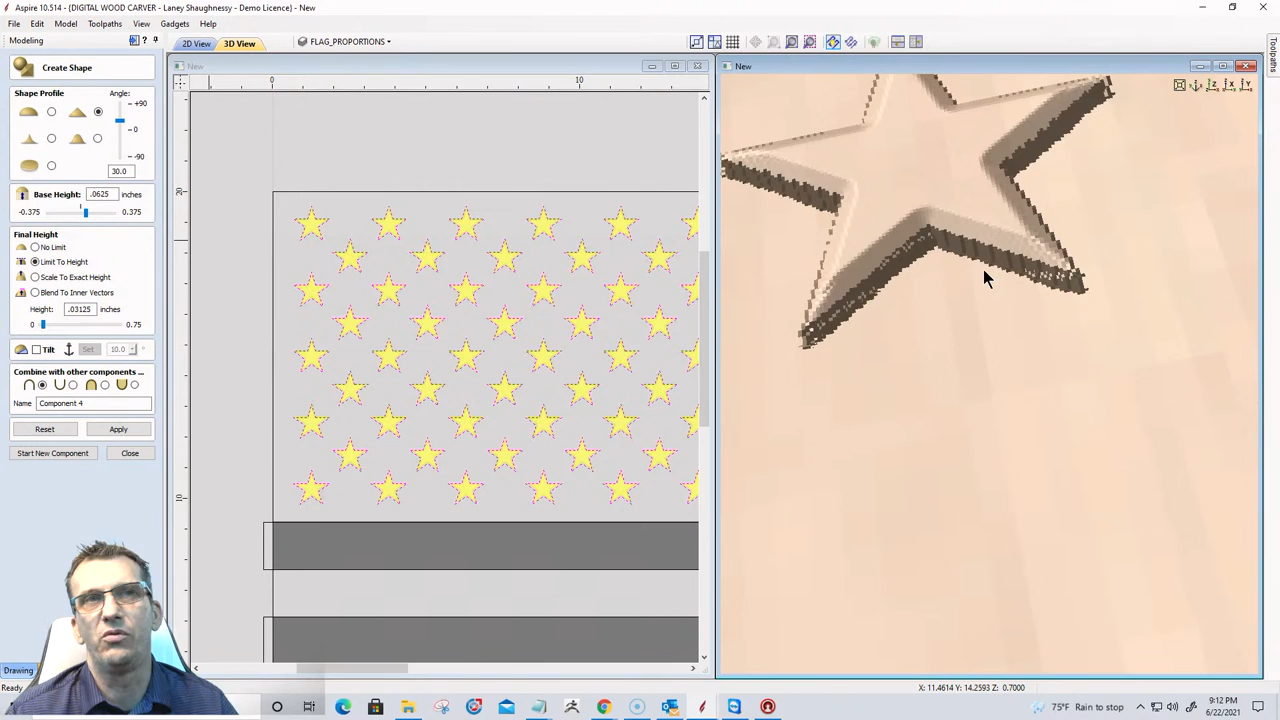 Aspire 10.514 - (DIGITAL WOOD CARVER - Laney Shaughnessy - Demo Licence) - New
File Edit Model Toolpaths View Gadgets Help
Modeling
Create Shape
Shape Profile
Angle:
+90
0
-90
30.0
Base Height: .0625 inches
-0.375 0.375
Final Height
No Limit
Limit To Height
Scale To Exact Height
Blend To Inner Vectors
Height: .03125 inches
0 0.75
Tilt Set 10.0 °
Combine with other components ...
Name Component 4
Reset Apply
Start New Component Close
Drawing
Ready
2D View 3D View FLAG_PROPORTIONS
New
0 10
20
10
New
Toolpaths
X: 11.4614 Y: 14.2593 Z: 0.7000
75°F Rain to stop
9:12 PM
6/22/2021